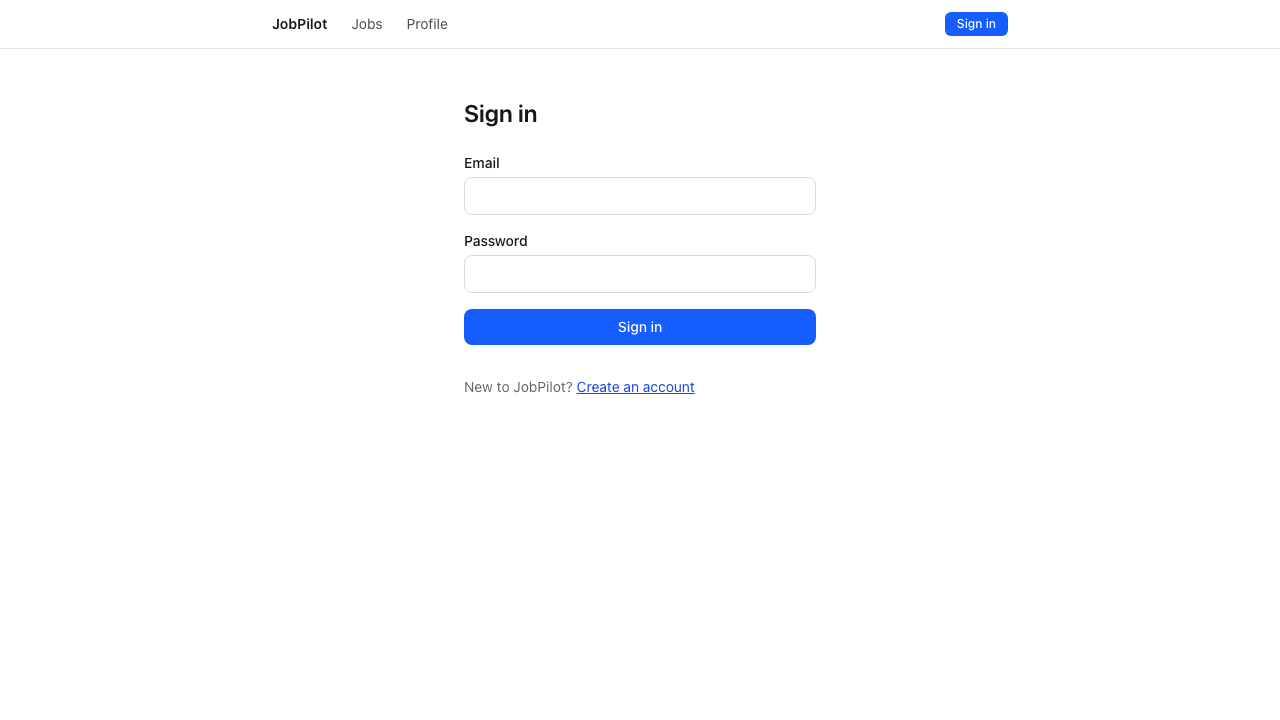 JobPilot Jobs Profile Sign in
Sign in
Email
Password
Sign in
New to JobPilot? Create an account